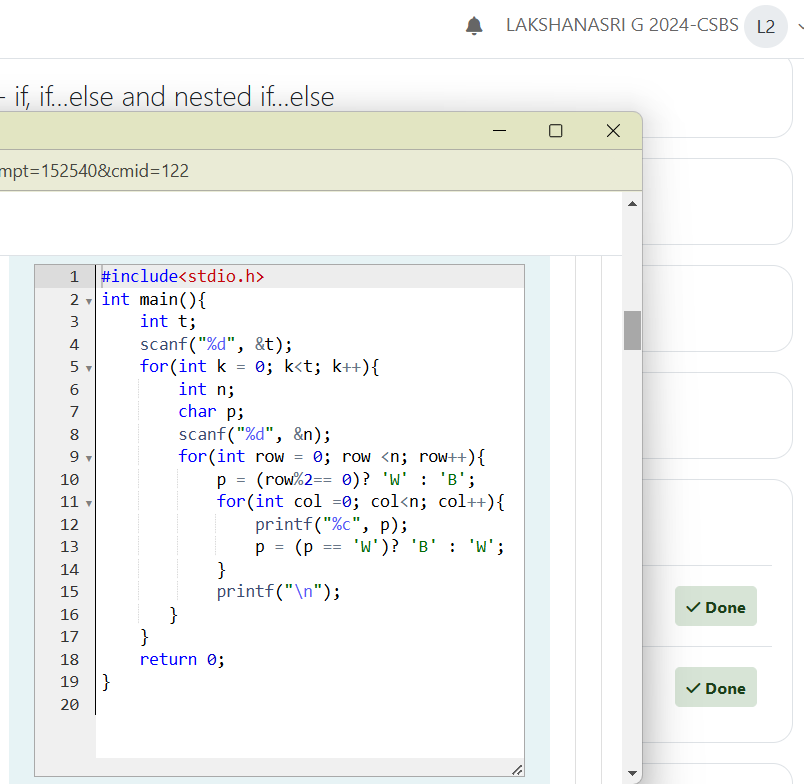 LAKSHANASRI G 2024-CSBS L2
- if, if...else and nested if...else
mpt=152540&cmid=122
1 #include<stdio.h>
2 int main(){
3 int t;
4 scanf("%d", &t);
5 for(int k = 0; k<t; k++){
6 int n;
7 char p;
8 scanf("%d", &n);
9 for(int row = 0; row <n; row++){
10 p = (row%2== 0)? 'W' : 'B';
11 for(int col =0; col<n; col++){
12 printf("%c", p);
13 p = (p == 'W')? 'B' : 'W';
14 }
15 printf("\n");
16 }
17 }
18 return 0;
19 }
20
Done
Done